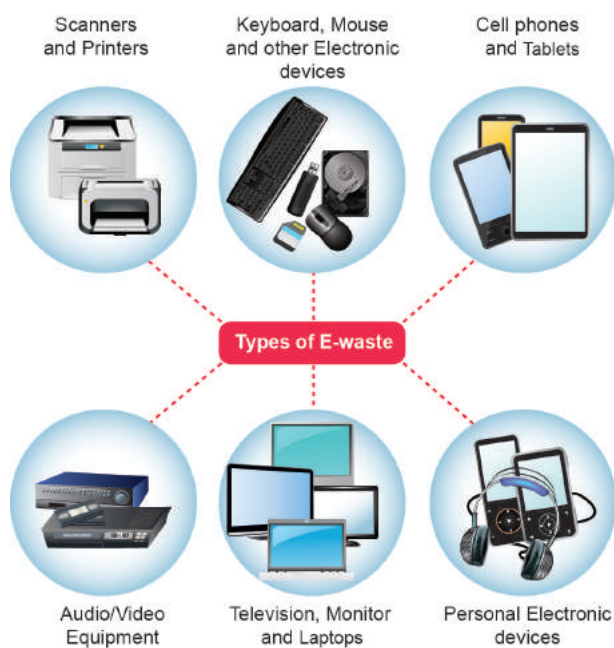 Scanners
and Printers
Keyboard, Mouse
and other Electronic
devices
Cell phones
and Tablets
Types of E-waste
Audio/Video
Equipment
Television, Monitor
and Laptops
Personal Electronic
devices